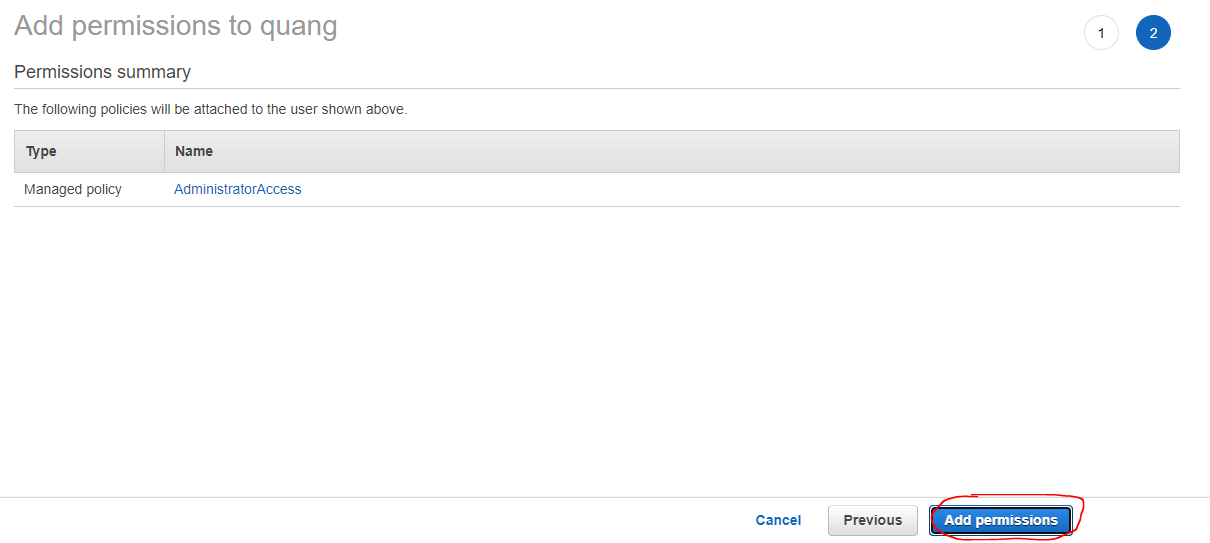 Add permissions to quang
1 2
Permissions summary
The following policies will be attached to the user shown above.
Type Name
Managed policy AdministratorAccess
Cancel Previous Add permissions